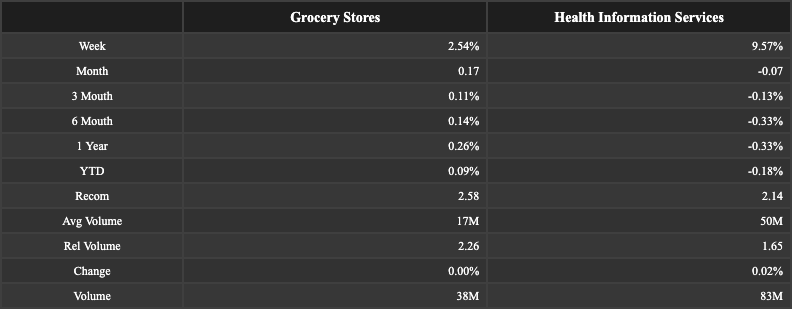 Grocery Stores Health Information Services
Week 2.54% 9.57%
Month 0.17 -0.07
3 Mouth 0.11% -0.13%
6 Mouth 0.14% -0.33%
1 Year 0.26% -0.33%
YTD 0.09% -0.18%
Recom 2.58 2.14
Avg Volume 17M 50M
Rel Volume 2.26 1.65
Change 0.00% 0.02%
Volume 38M 83M